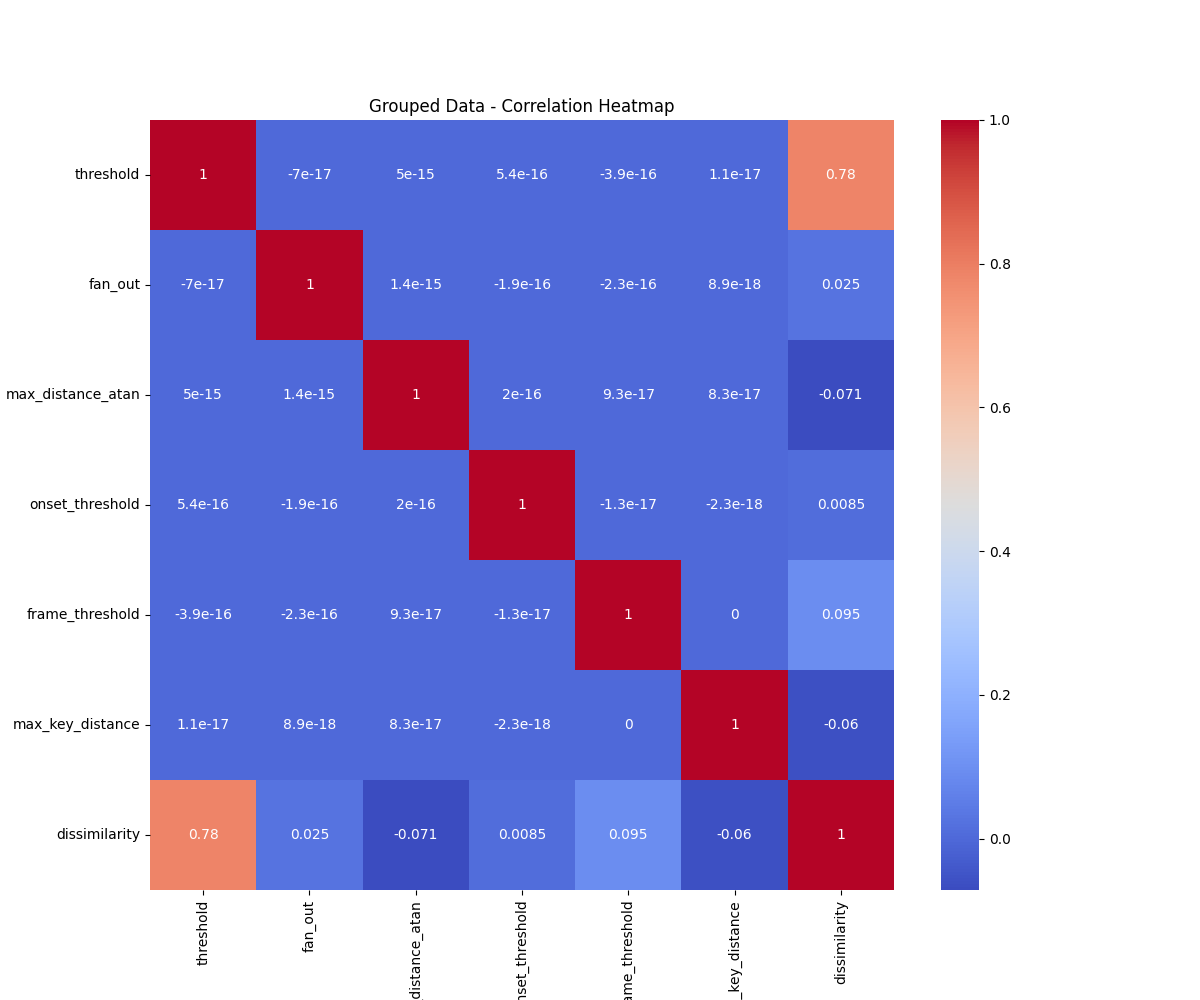 Grouped Data - Correlation Heatmap
threshold 1 -7e-17 5e-15 5.4e-16 -3.9e-16 1.1e-17 0.78
fan_out -7e-17 1 1.4e-15 -1.9e-16 -2.3e-16 8.9e-18 0.025
max_distance_atan 5e-15 1.4e-15 1 2e-16 9.3e-17 8.3e-17 -0.071
onset_threshold 5.4e-16 -1.9e-16 2e-16 1 -1.3e-17 -2.3e-18 0.0085
frame_threshold -3.9e-16 -2.3e-16 9.3e-17 -1.3e-17 1 0 0.095
max_key_distance 1.1e-17 8.9e-18 8.3e-17 -2.3e-18 0 1 -0.06
dissimilarity 0.78 0.025 -0.071 0.0085 0.095 -0.06 1
threshold
fan_out
_distance_atan
nset_threshold
ame_threshold
_key_distance
dissimilarity
1.0
0.8
0.6
0.4
0.2
0.0